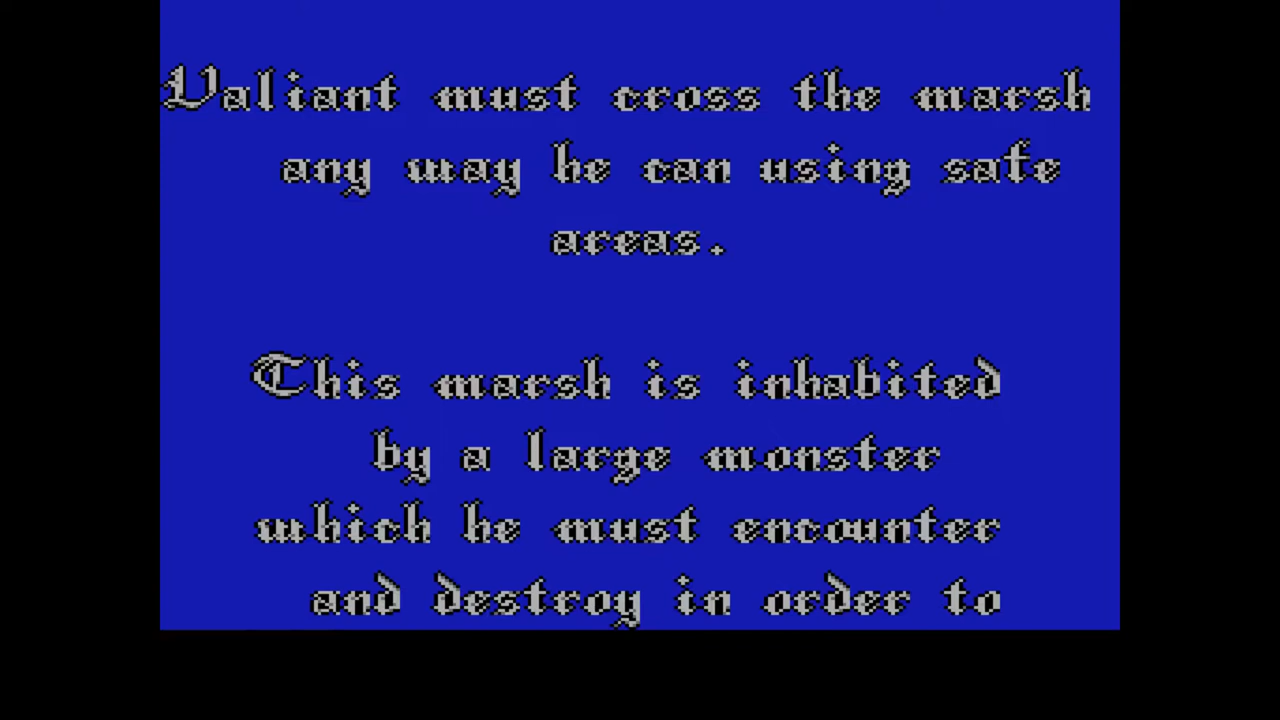 Valiant must cross the marsh
any way he can using safe
areas.
This marsh is inhabited
by a large monster
which he must encounter
and destroy in order to